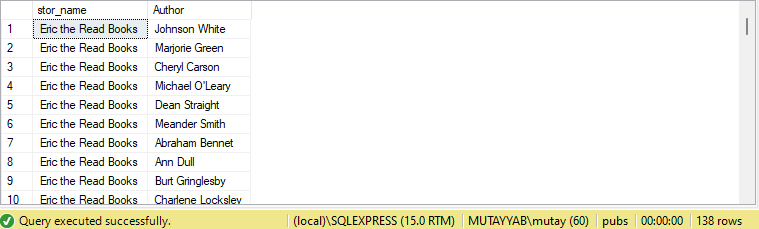 stor_name Author
1 Eric the Read Books Johnson White
2 Eric the Read Books Marjorie Green
3 Eric the Read Books Cheryl Carson
4 Eric the Read Books Michael O'Leary
5 Eric the Read Books Dean Straight
6 Eric the Read Books Meander Smith
7 Eric the Read Books Abraham Bennet
8 Eric the Read Books Ann Dull
9 Eric the Read Books Burt Gringlesby
10 Eric the Read Books Charlene Locksley
Query executed successfully. (local)\SQLEXPRESS (15.0 RTM) MUTAYYAB\mutay (60) pubs 00:00:00 138 rows